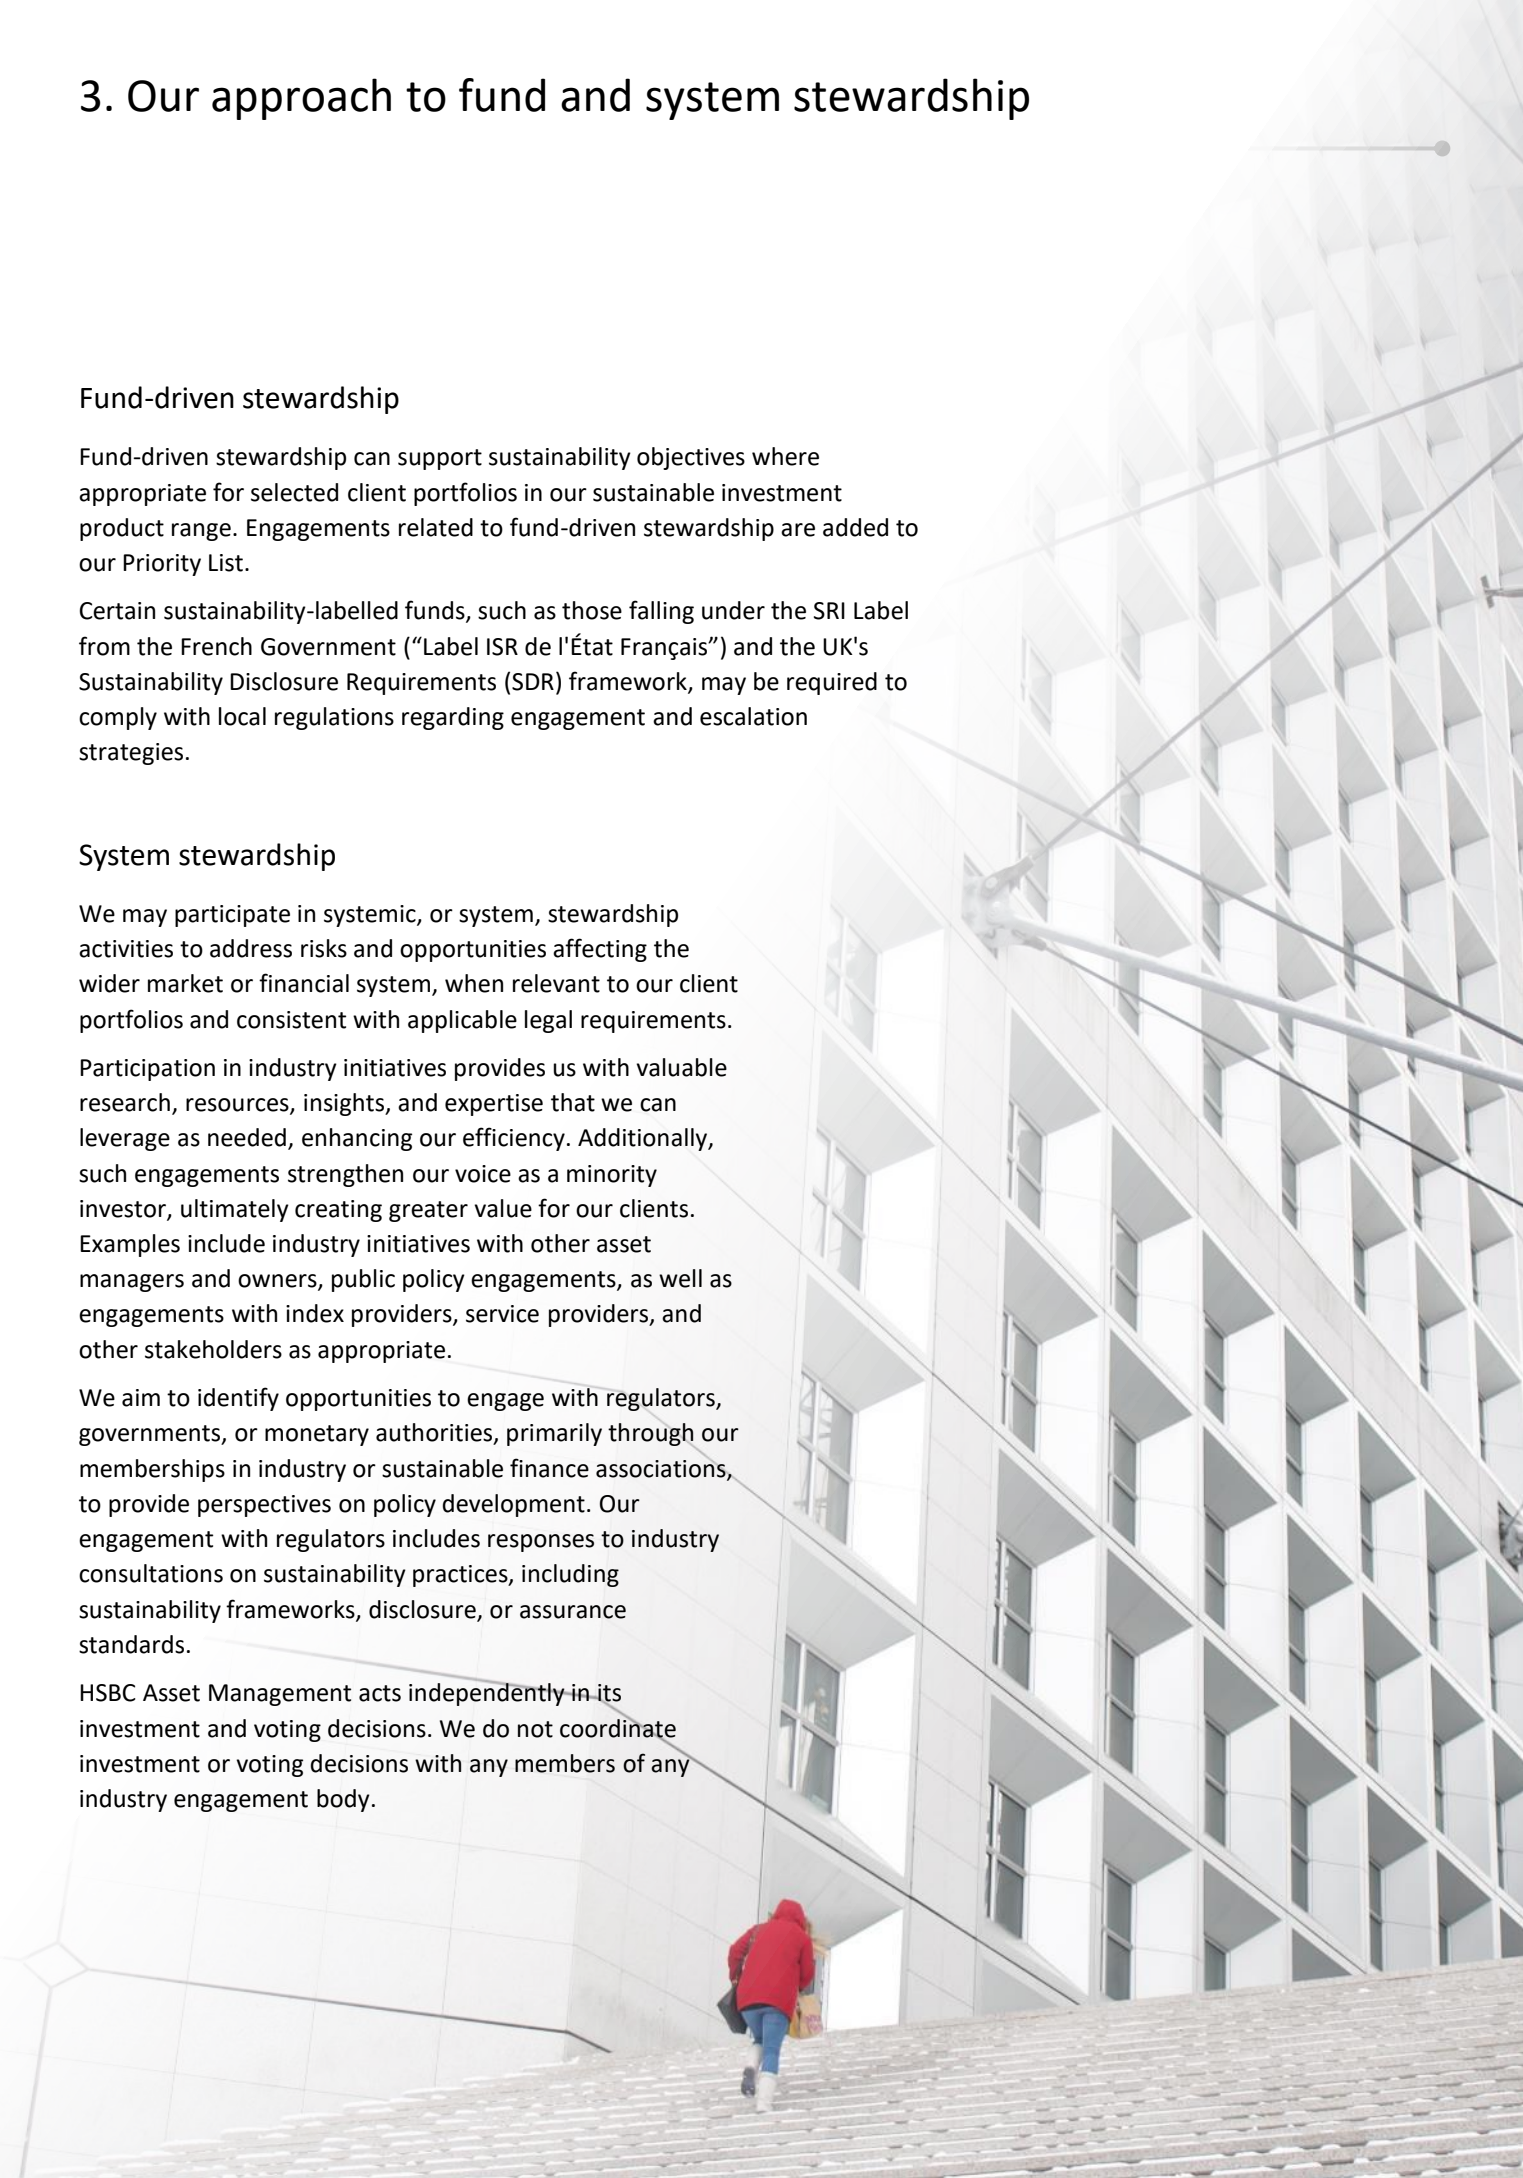 3. Our approach to fund and system stewardship
Fund-driven stewardship
Fund-driven stewardship can support sustainability objectives where
appropriate for selected client portfolios in our sustainable investment
product range. Engagements related to fund-driven stewardship are added to
our Priority List.
Certain sustainability-labelled funds, such as those falling under the SRI Label
from the French Government (“Label ISR de l'État Français”) and the UK's
Sustainability Disclosure Requirements (SDR) framework, may be required to
comply with local regulations regarding engagement and escalation
strategies.
System stewardship
We may participate in systemic, or system, stewardship
activities to address risks and opportunities affecting the
wider market or financial system, when relevant to our client
portfolios and consistent with applicable legal requirements.
Participation in industry initiatives provides us with valuable
research, resources, insights, and expertise that we can
leverage as needed, enhancing our efficiency. Additionally,
such engagements strengthen our voice as a minority
investor, ultimately creating greater value for our clients.
Examples include industry initiatives with other asset
managers and owners, public policy engagements, as well as
engagements with index providers, service providers, and
other stakeholders as appropriate.
We aim to identify opportunities to engage with regulators,
governments, or monetary authorities, primarily through our
memberships in industry or sustainable finance associations,
to provide perspectives on policy development. Our
engagement with regulators includes responses to industry
consultations on sustainability practices, including
sustainability frameworks, disclosure, or assurance
standards.
HSBC Asset Management acts independently in its
investment and voting decisions. We do not coordinate
investment or voting decisions with any members of any
industry engagement body.